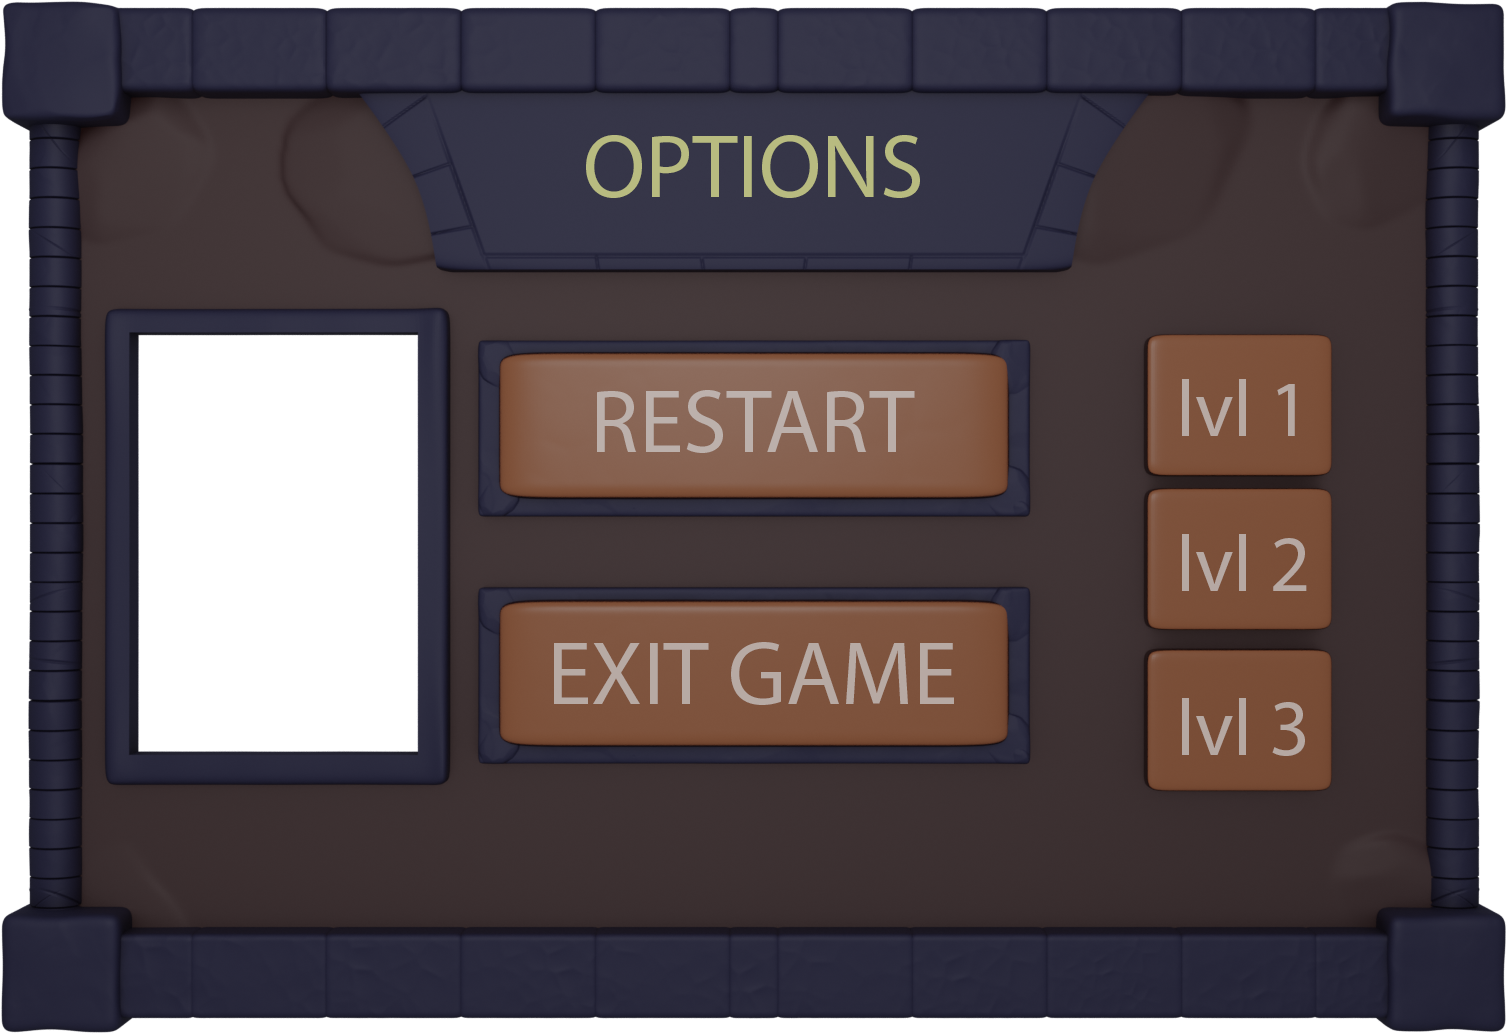 OPTIONS
RESTART
EXIT GAME
lvl 1
lvl 2
lvl 3